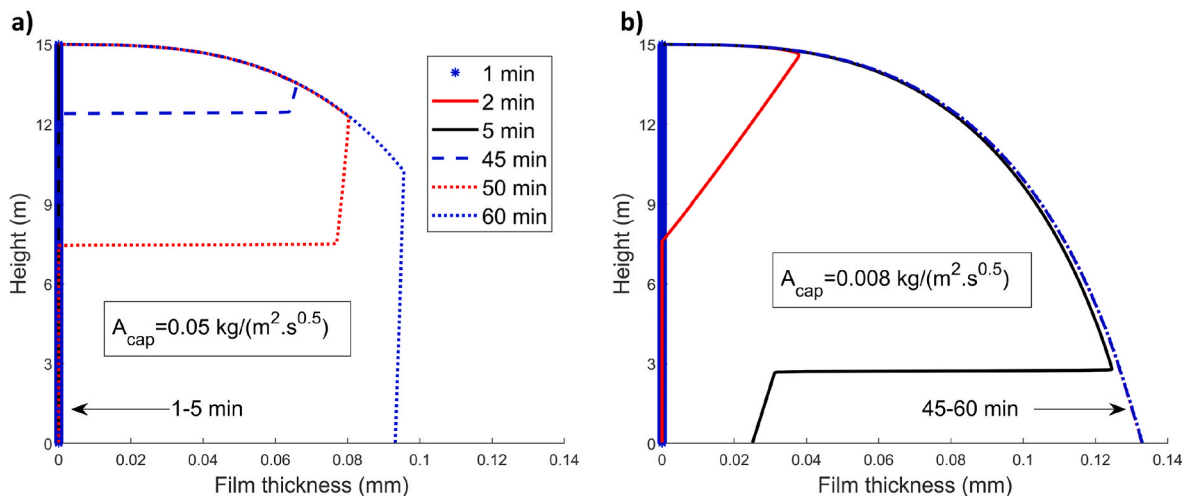 a)
15
12
9
6
3
0
Height (m)
0 0.02 0.04 0.06 0.08 0.1 0.12 0.14
Film thickness (mm)
1 min
2 min
5 min
45 min
50 min
60 min
A_cap=0.05 kg/(m².s^0.5)
1-5 min
b)
15
12
9
6
3
0
Height (m)
0 0.02 0.04 0.06 0.08 0.1 0.12 0.14
Film thickness (mm)
A_cap=0.008 kg/(m².s^0.5)
45-60 min